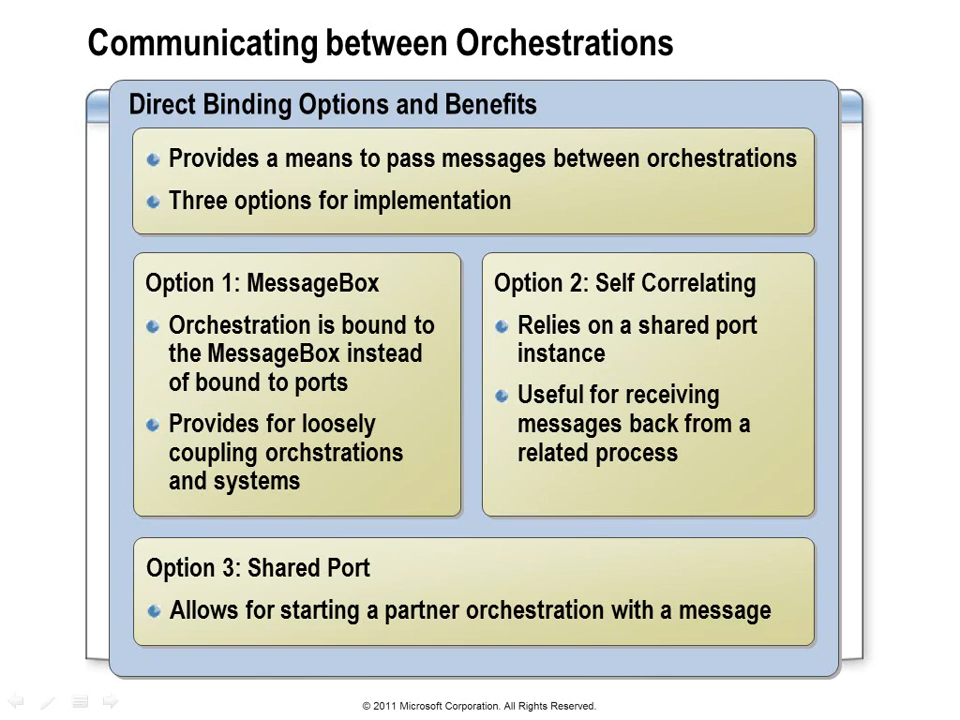 Communicating between Orchestrations
Direct Binding Options and Benefits
Provides a means to pass messages between orchestrations
Three options for implementation
Option 1: MessageBox
Orchestration is bound to
the MessageBox instead
of bound to ports
Provides for loosely
coupling orchstrations
and systems
Option 2: Self Correlating
Relies on a shared port
instance
Useful for receiving
messages back from a
related process
Option 3: Shared Port
Allows for starting a partner orchestration with a message
© 2011 Microsoft Corporation. All Rights Reserved.